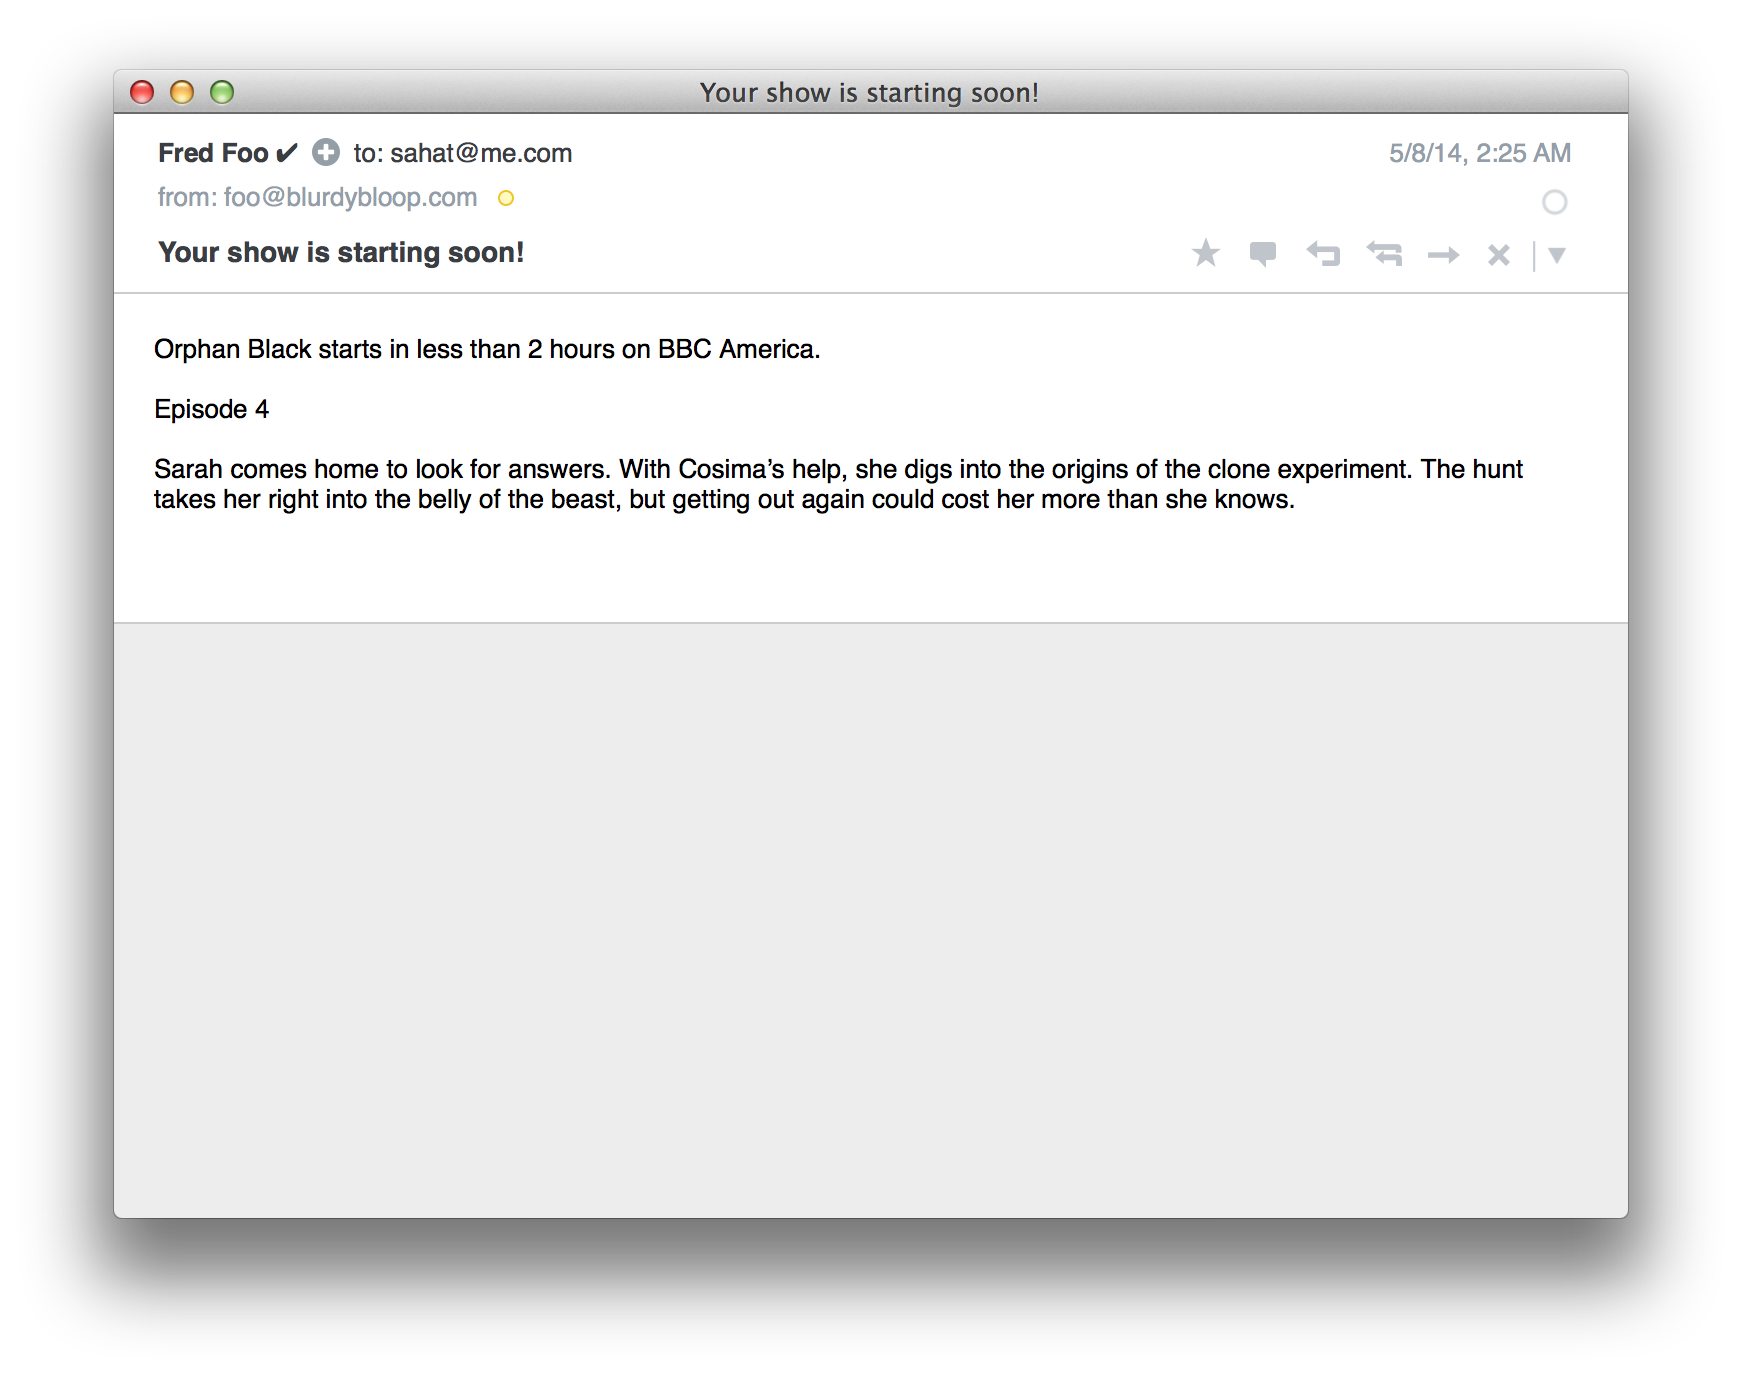 Your show is starting soon!
Fred Foo ✔ to: sahat@me.com 5/8/14, 2:25 AM
from: foo@blurdybloop.com
Your show is starting soon!
Orphan Black starts in less than 2 hours on BBC America.
Episode 4
Sarah comes home to look for answers. With Cosima’s help, she digs into the origins of the clone experiment. The hunt
takes her right into the belly of the beast, but getting out again could cost her more than she knows.